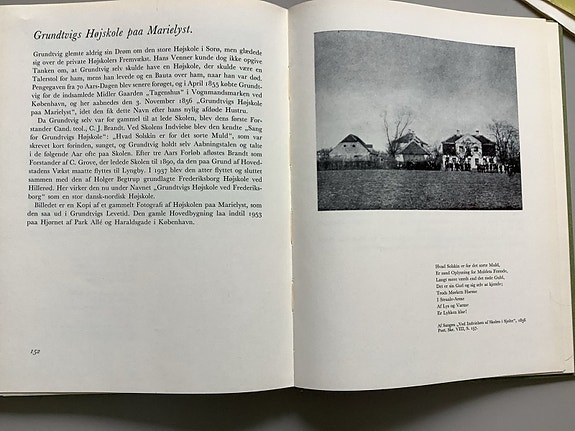 Grundtvigs Højskole paa Marielyst.
Grundtvig glemte aldrig sin Drøm om den store Højskole i Sorø, men glædede
sig over de private Højskolers Fremvækst. Hans Venner kunde dog ikke opgive
Tanken om, at Grundtvig selv skulde have en Højskole, der skulde være en
Talerstol for ham, mens han levede og en Bauta over ham, naar han var død.
Pengegaven fra 70 Aars-Dagen blev senere forøget, og i April 1855 købte Grundt-
vig for de indsamlede Midler Gaarden „Tagenshus“ i Vognmandsmarken ved
København, og her aabnedes den 3. November 1856 „Grundtvigs Højskole
paa Marielyst“, idet den fik dette Navn efter hans nylig afdøde Hustru.
Da Grundtvig selv var for gammel til at lede Skolen, blev dens første For-
stander Cand. teol., C. J. Brandt. Ved Skolens Indvielse blev den kendte „Sang
for Grundtvigs Højskole“: „Hvad Solskin er for det sorte Muld“, som var
skrevet kort forinden, sunget, og Grundtvig holdt selv Aabningstalen og talte
i de følgende Aar ofte paa Skolen. Efter tre Aars Forløb afløstes Brandt som
Forstander af C. Grove, der ledede Skolen til 1890, da den paa Grund af Hoved-
stadens Vækst maatte flyttes til Lyngby. I 1937 blev den atter flyttet og sluttet
sammen med den af Holger Begtrup grundlagte Frederiksborg Højskole ved
Hillerød. Her virker den nu under Navnet „Grundtvigs Højskole ved Frederiks-
borg“ som en stor dansk-nordisk Højskole.
Billedet er en Kopi af et gammelt Fotografi af Højskolen paa Marielyst, som
den saa ud i Grundtvigs Levetid. Den gamle Hovedbygning laa indtil 1953
paa Hjørnet af Park Allé og Haraldsgade i København.
152
Hvad Solskin er for det sorte Muld,
Er sand Oplysning for Muldets Frænde,
Langt mere værdt end det røde Guld,
Det er sin Gud og sig selv at kjende;
Trods Mørkets Harme
I Straale-Arme
Af Lys og Varme
Er Lykken klar!
Af Sangen „Ved Indvielsen af Skolen i
1856
Poet. Skr. VIII, S. 157.